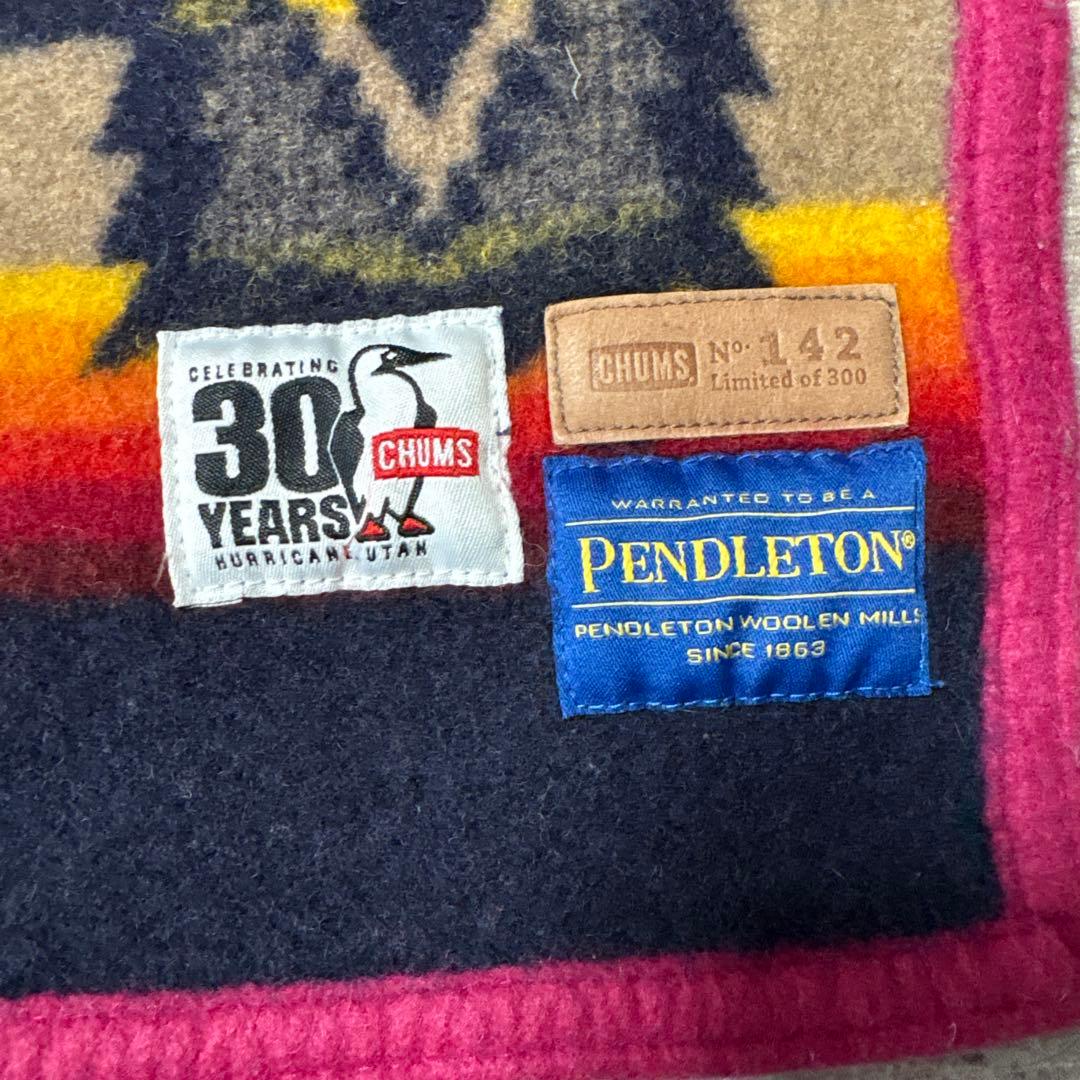 CELEBRATING
30
YEARS
CHUMS
HURRICANE UTAH
CHUMS
No. 142
Limited of 300
WARRANTED TO BE A
PENDLETON®
PENDLETON WOOLEN MILLS
SINCE 1863